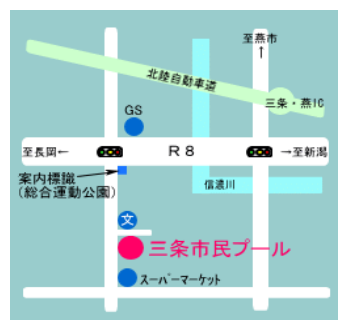 至燕市
↑
北陸自動車道
三条・燕IC
GS
至長岡←
R8
→至新潟
案内標識
(総合運動公園)
信濃川
文
三条市民プール
スーパーマーケット